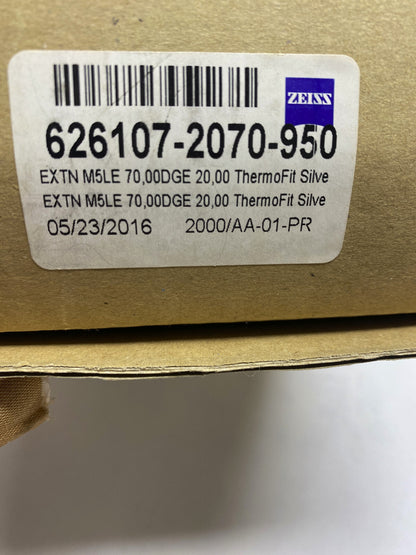 ZEISS
626107-2070-950
EXTN M5LE 70,00DGE 20,00 ThermoFit Silve
EXTN M5LE 70,00DGE 20,00 ThermoFit Silve
05/23/2016 2000/AA-01-PR